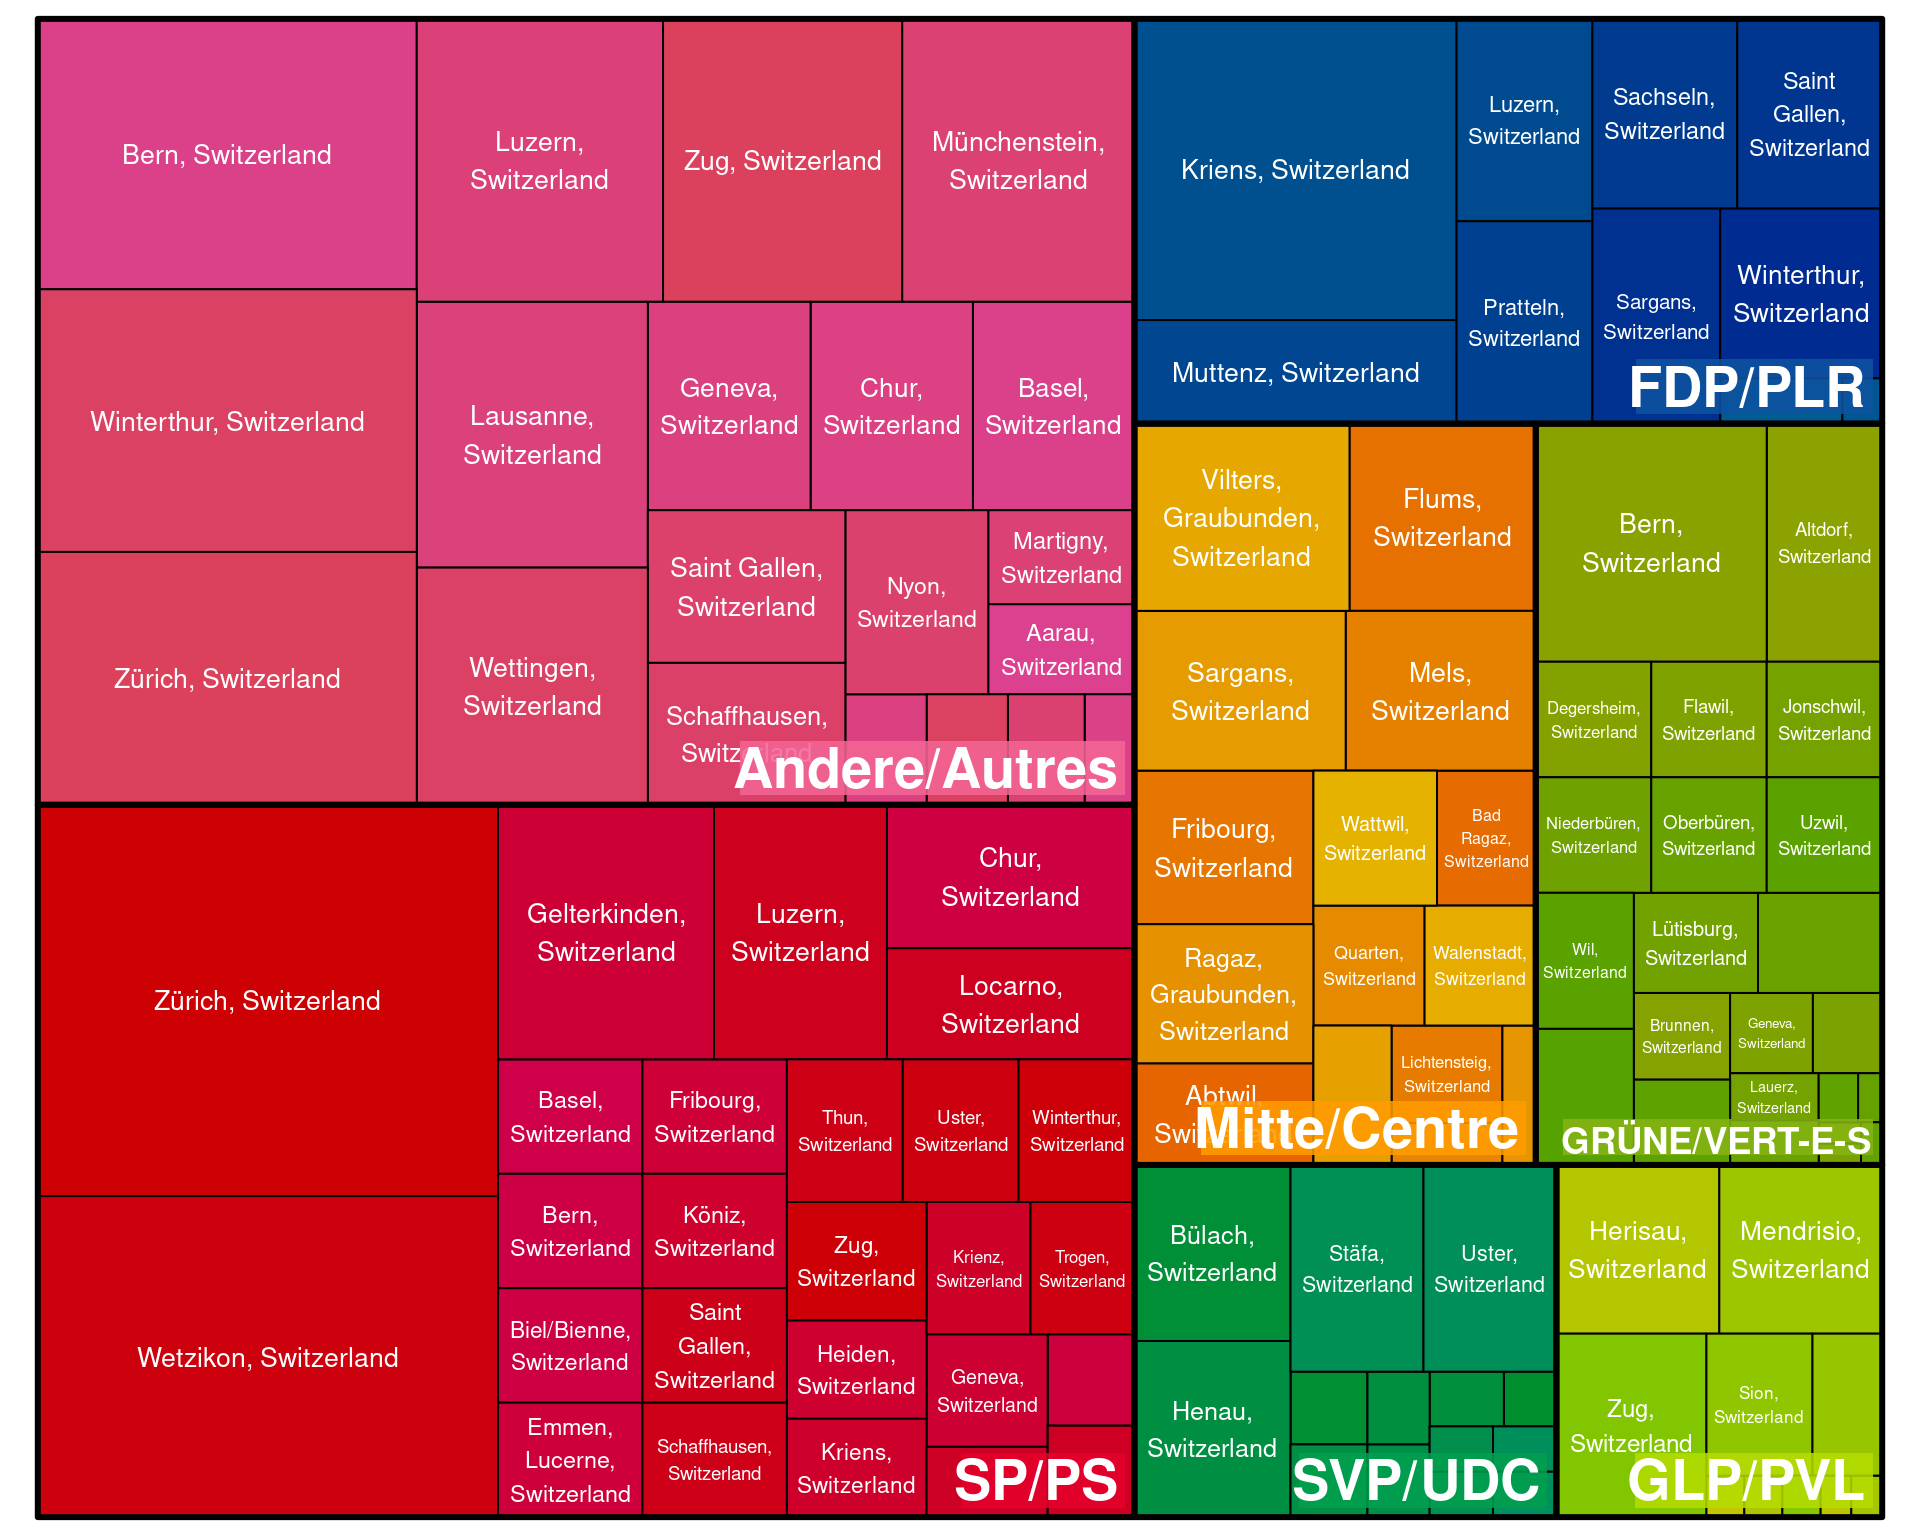 Bern, Switzerland
Luzern,
Switzerland
Zug, Switzerland
Münchenstein,
Switzerland
Winterthur, Switzerland
Zürich, Switzerland
Lausanne,
Switzerland
Wettingen,
Switzerland
Geneva,
Switzerland
Chur,
Switzerland
Basel,
Switzerland
Saint Gallen,
Switzerland
Nyon,
Switzerland
Martigny,
Switzerland
Aarau,
Switzerland
Schaffhausen,
Switzerland
Andere/Autres
Kriens, Switzerland
Muttenz, Switzerland
Luzern,
Switzerland
Pratteln,
Switzerland
Sachseln,
Switzerland
Saint
Gallen,
Switzerland
Sargans,
Switzerland
Winterthur,
Switzerland
FDP/PLR
Zürich, Switzerland
Wetzikon, Switzerland
Gelterkinden,
Switzerland
Luzern,
Switzerland
Chur,
Switzerland
Locarno,
Switzerland
Basel,
Switzerland
Fribourg,
Switzerland
Bern,
Switzerland
Köniz,
Switzerland
Biel/Bienne,
Switzerland
Saint
Gallen,
Switzerland
Emmen,
Lucerne,
Switzerland
Schaffhausen,
Switzerland
Thun,
Switzerland
Uster,
Switzerland
Winterthur,
Switzerland
Zug,
Switzerland
Krienz,
Switzerland
Trogen,
Switzerland
Heiden,
Switzerland
Geneva,
Switzerland
Kriens,
Switzerland
SP/PS
Vilters,
Graubunden,
Switzerland
Flums,
Switzerland
Sargans,
Switzerland
Mels,
Switzerland
Fribourg,
Switzerland
Wattwil,
Switzerland
Bad
Ragaz,
Switzerland
Ragaz,
Graubunden,
Switzerland
Quarten,
Switzerland
Walenstadt,
Switzerland
Lichtensteig,
Switzerland
Abtwil,
Mitte/Centre
Bern,
Switzerland
Altdorf,
Switzerland
Degersheim,
Switzerland
Flawil,
Switzerland
Jonschwil,
Switzerland
Niederbüren,
Switzerland
Oberbüren,
Switzerland
Uzwil,
Switzerland
Wil,
Switzerland
Lütisburg,
Switzerland
Brunnen,
Switzerland
Geneva,
Switzerland
Lauerz,
Switzerland
GRÜNE/VERT-E-S
Bülach,
Switzerland
Stäfa,
Switzerland
Uster,
Switzerland
Henau,
Switzerland
SVP/UDC
Herisau,
Switzerland
Mendrisio,
Switzerland
Zug,
Switzerland
Sion,
Switzerland
GLP/PVL